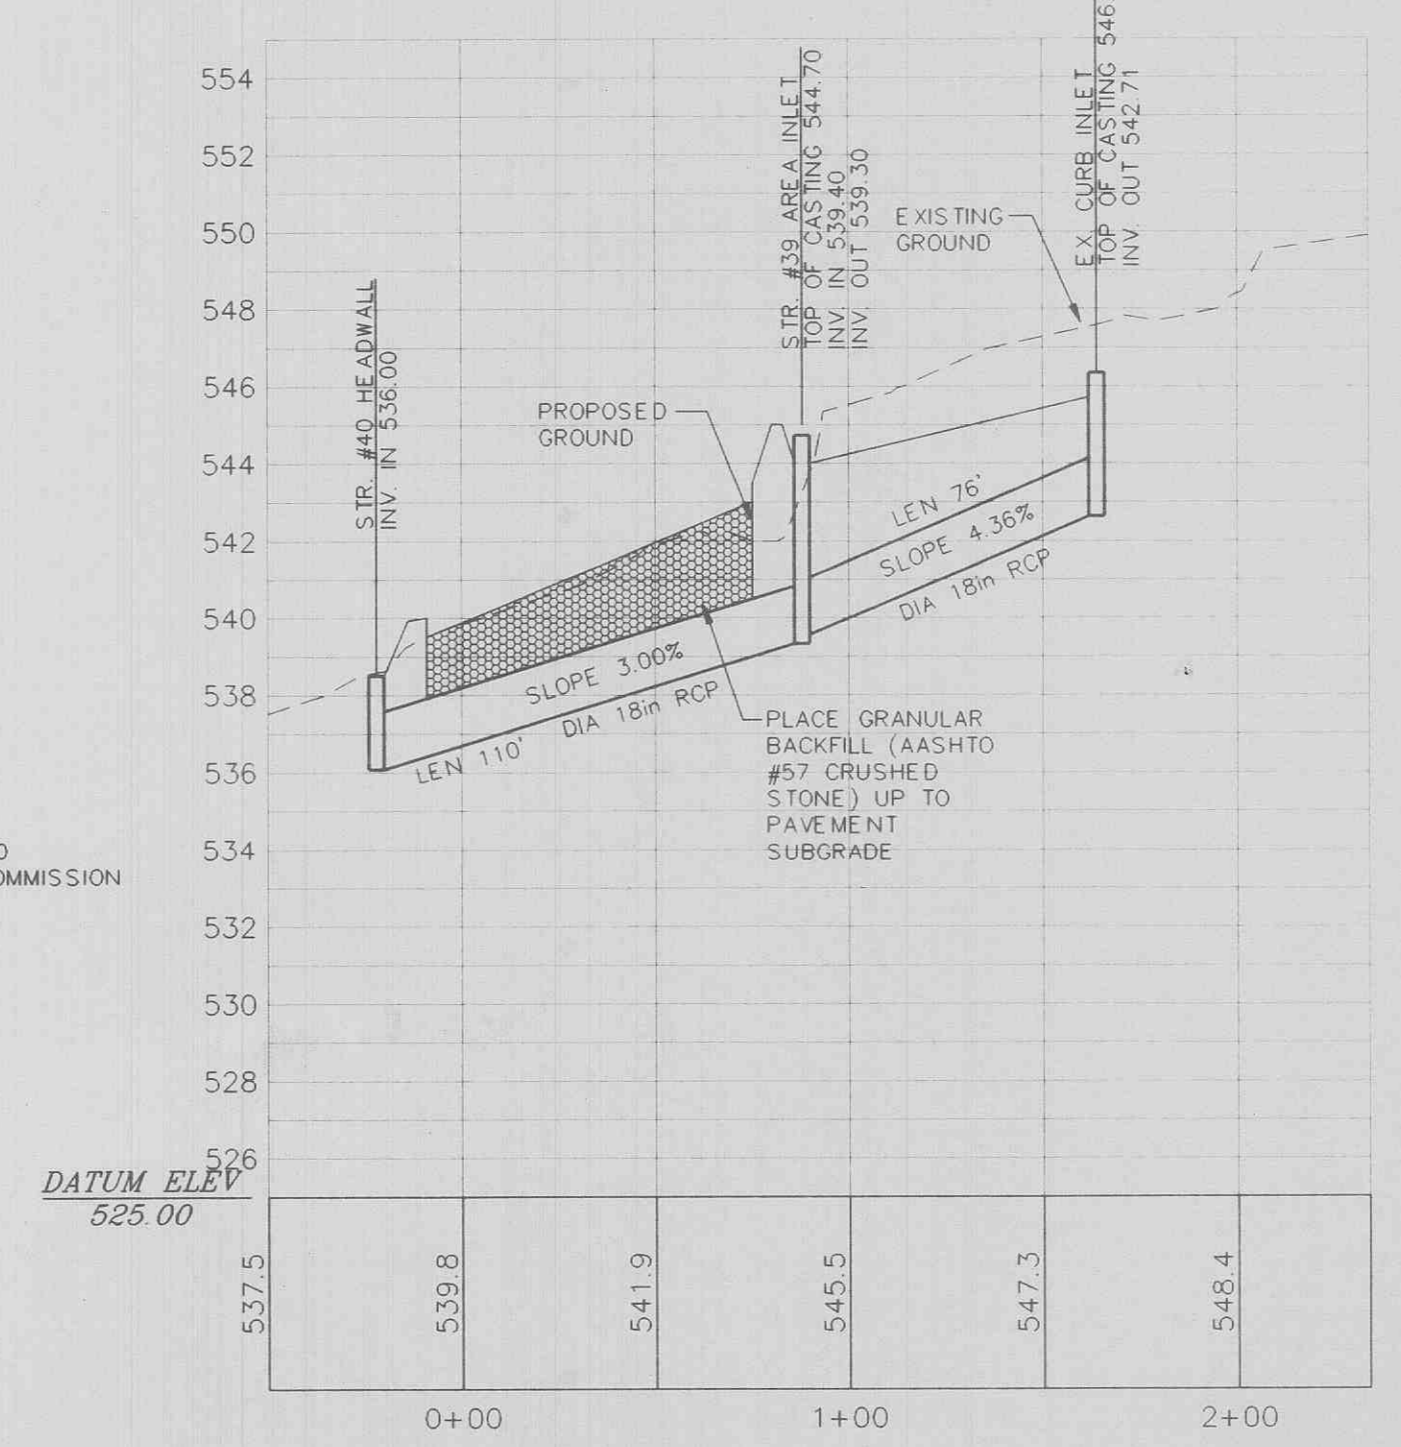 554
552
550
548
546
544
542
540
538
536
534
532
530
528
526
STR. #40 HEADWALL
INV. IN 536.00
PROPOSED
GROUND
STR. #39 AREA INLET
TOP OF CASTING 544.70
INV. IN 539.40
INV. OUT 539.30
EXISTING
GROUND
EX. CURB INLET
TOP OF CASTING 546.
INV. OUT 542.71
LEN 76'
SLOPE 4.36%
DIA 18in RCP
SLOPE 3.00%
LEN 110' DIA 18in RCP
PLACE GRANULAR
BACKFILL (AASHTO
#57 CRUSHED
STONE) UP TO
PAVEMENT
SUBGRADE
OMMISSION
DATUM ELEV
525.00
537.5
539.8
541.9
545.5
547.3
548.4
0+00
1+00
2+00